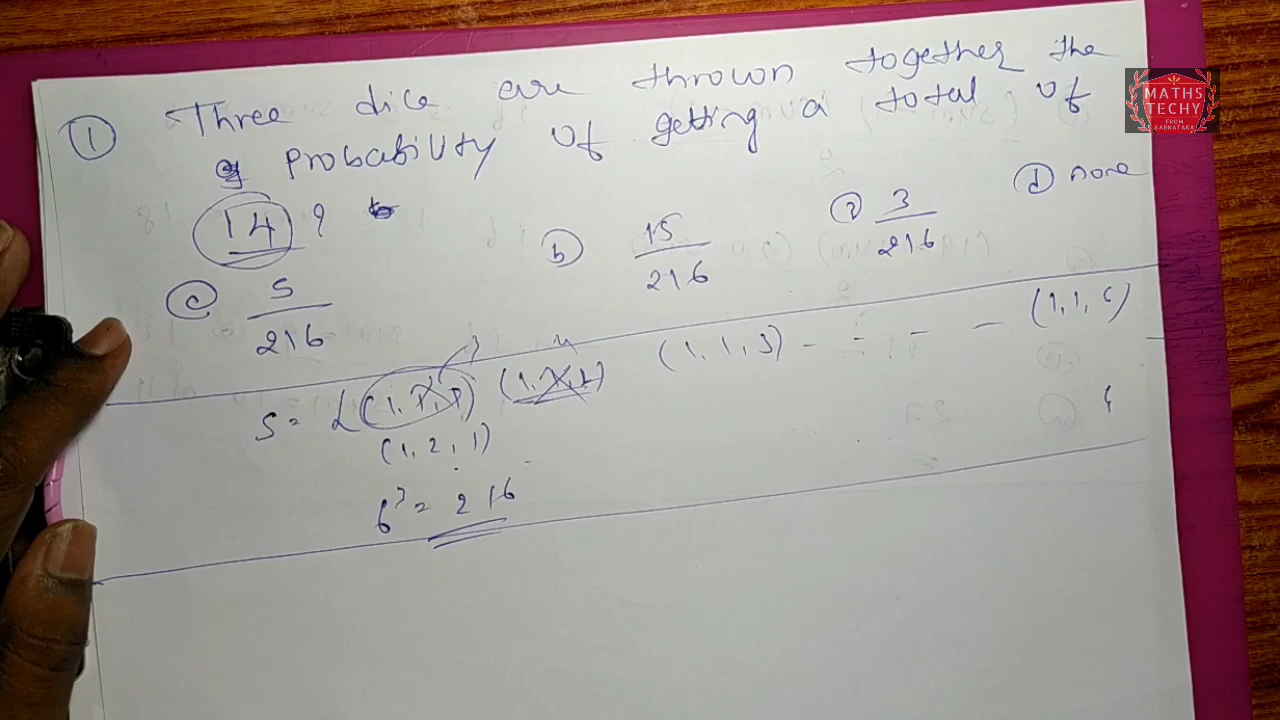 ① Three dice are thrown together the
probability of getting a total of
14 ?
ⓐ 5/216 ⓑ 15/216 ⓒ 3/216 ⓓ none
S = { (1, 1, 1) (1, 1, 2) (1, 1, 3) - - - - (1, 1, 6)
(1, 2, 1) }
6³ = 216
MATHS
TECHY
FROM
KARNATAKA